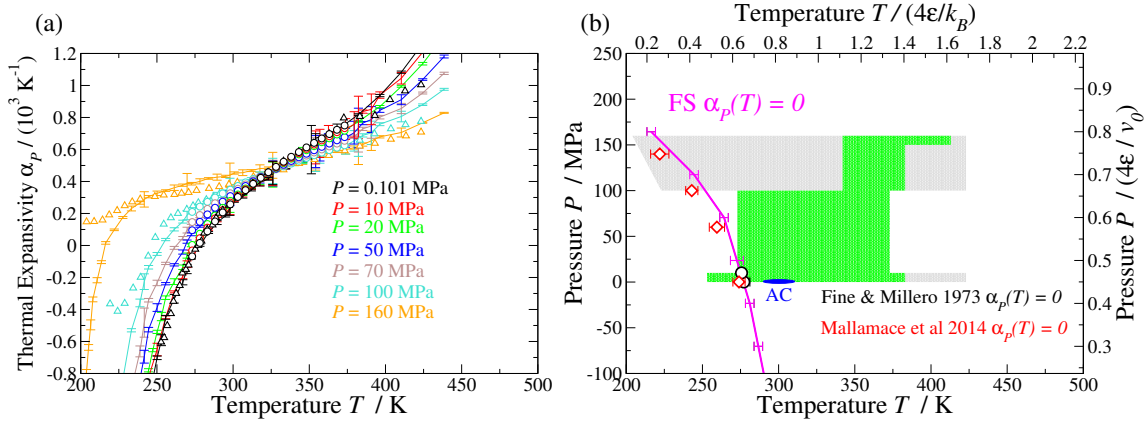 (a)
1.2
1.0
0.8
0.6
0.4
0.2
0
-0.2
-0.4
-0.6
-0.8
Thermal Expansivity α_P / (10³ K⁻¹)
P = 0.101 MPa
P = 10 MPa
P = 20 MPa
P = 50 MPa
P = 70 MPa
P = 100 MPa
P = 160 MPa
200 250 300 350 400 450 500
Temperature T / K
(b)
Temperature T / (4ε/k_B)
0.2 0.4 0.6 0.8 1 1.2 1.4 1.6 1.8 2 2.2
250
200
150
100
50
0
-50
-100
Pressure P / MPa
FS α_P(T) = 0
AC
Fine & Millero 1973 α_P(T) = 0
Mallamace et al 2014 α_P(T) = 0
0.9
0.8
0.7
0.6
0.5
0.4
0.3
Pressure P / (4ε / v₀)
200 250 300 350 400 450 500
Temperature T / K